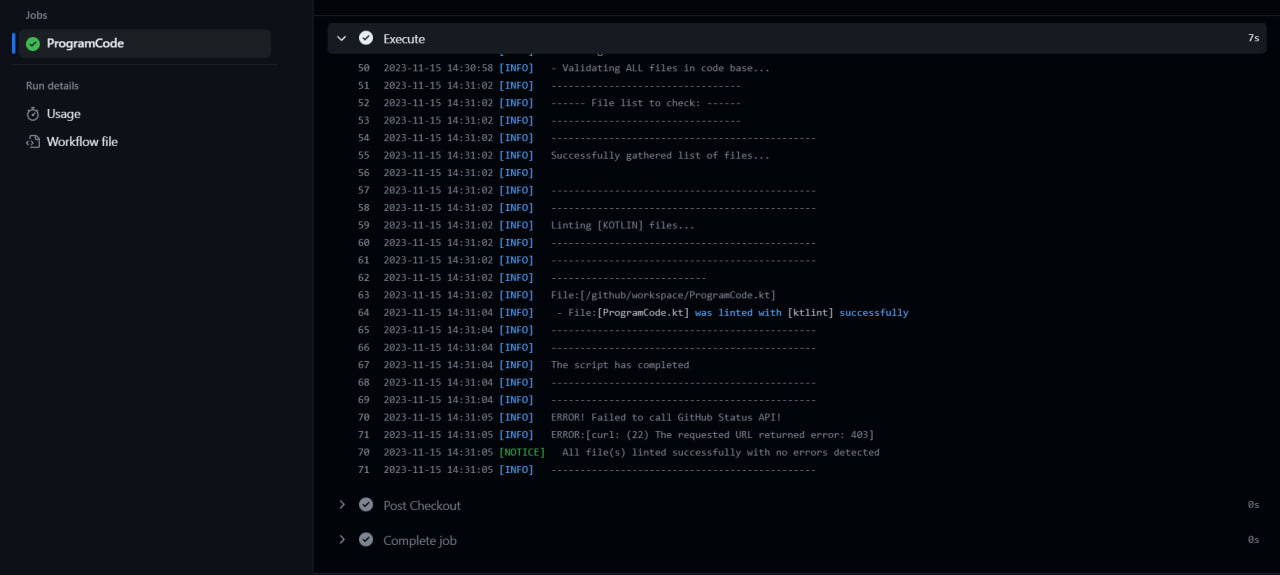 Jobs
ProgramCode
Run details
Usage
Workflow file
Execute 7s
50 2023-11-15 14:30:58 [INFO] - Validating ALL files in code base...
51 2023-11-15 14:31:02 [INFO] ---------------------------------
52 2023-11-15 14:31:02 [INFO] ------ File list to check: ------
53 2023-11-15 14:31:02 [INFO] ---------------------------------
54 2023-11-15 14:31:02 [INFO] ----------------------------------------------
55 2023-11-15 14:31:02 [INFO] Successfully gathered list of files...
56 2023-11-15 14:31:02 [INFO]
57 2023-11-15 14:31:02 [INFO] ----------------------------------------------
58 2023-11-15 14:31:02 [INFO] ----------------------------------------------
59 2023-11-15 14:31:02 [INFO] Linting [KOTLIN] files...
60 2023-11-15 14:31:02 [INFO] ----------------------------------------------
61 2023-11-15 14:31:02 [INFO] ----------------------------------------------
62 2023-11-15 14:31:02 [INFO] ---------------------------
63 2023-11-15 14:31:02 [INFO] File:[/github/workspace/ProgramCode.kt]
64 2023-11-15 14:31:04 [INFO] - File:[ProgramCode.kt] was linted with [ktlint] successfully
65 2023-11-15 14:31:04 [INFO] ----------------------------------------------
66 2023-11-15 14:31:04 [INFO] ----------------------------------------------
67 2023-11-15 14:31:04 [INFO] The script has completed
68 2023-11-15 14:31:04 [INFO] ----------------------------------------------
69 2023-11-15 14:31:04 [INFO] ----------------------------------------------
70 2023-11-15 14:31:05 [INFO] ERROR! Failed to call GitHub Status API!
71 2023-11-15 14:31:05 [INFO] ERROR:[curl: (22) The requested URL returned error: 403]
70 2023-11-15 14:31:05 [NOTICE] All file(s) linted successfully with no errors detected
71 2023-11-15 14:31:05 [INFO] ----------------------------------------------
Post Checkout 0s
Complete job 0s